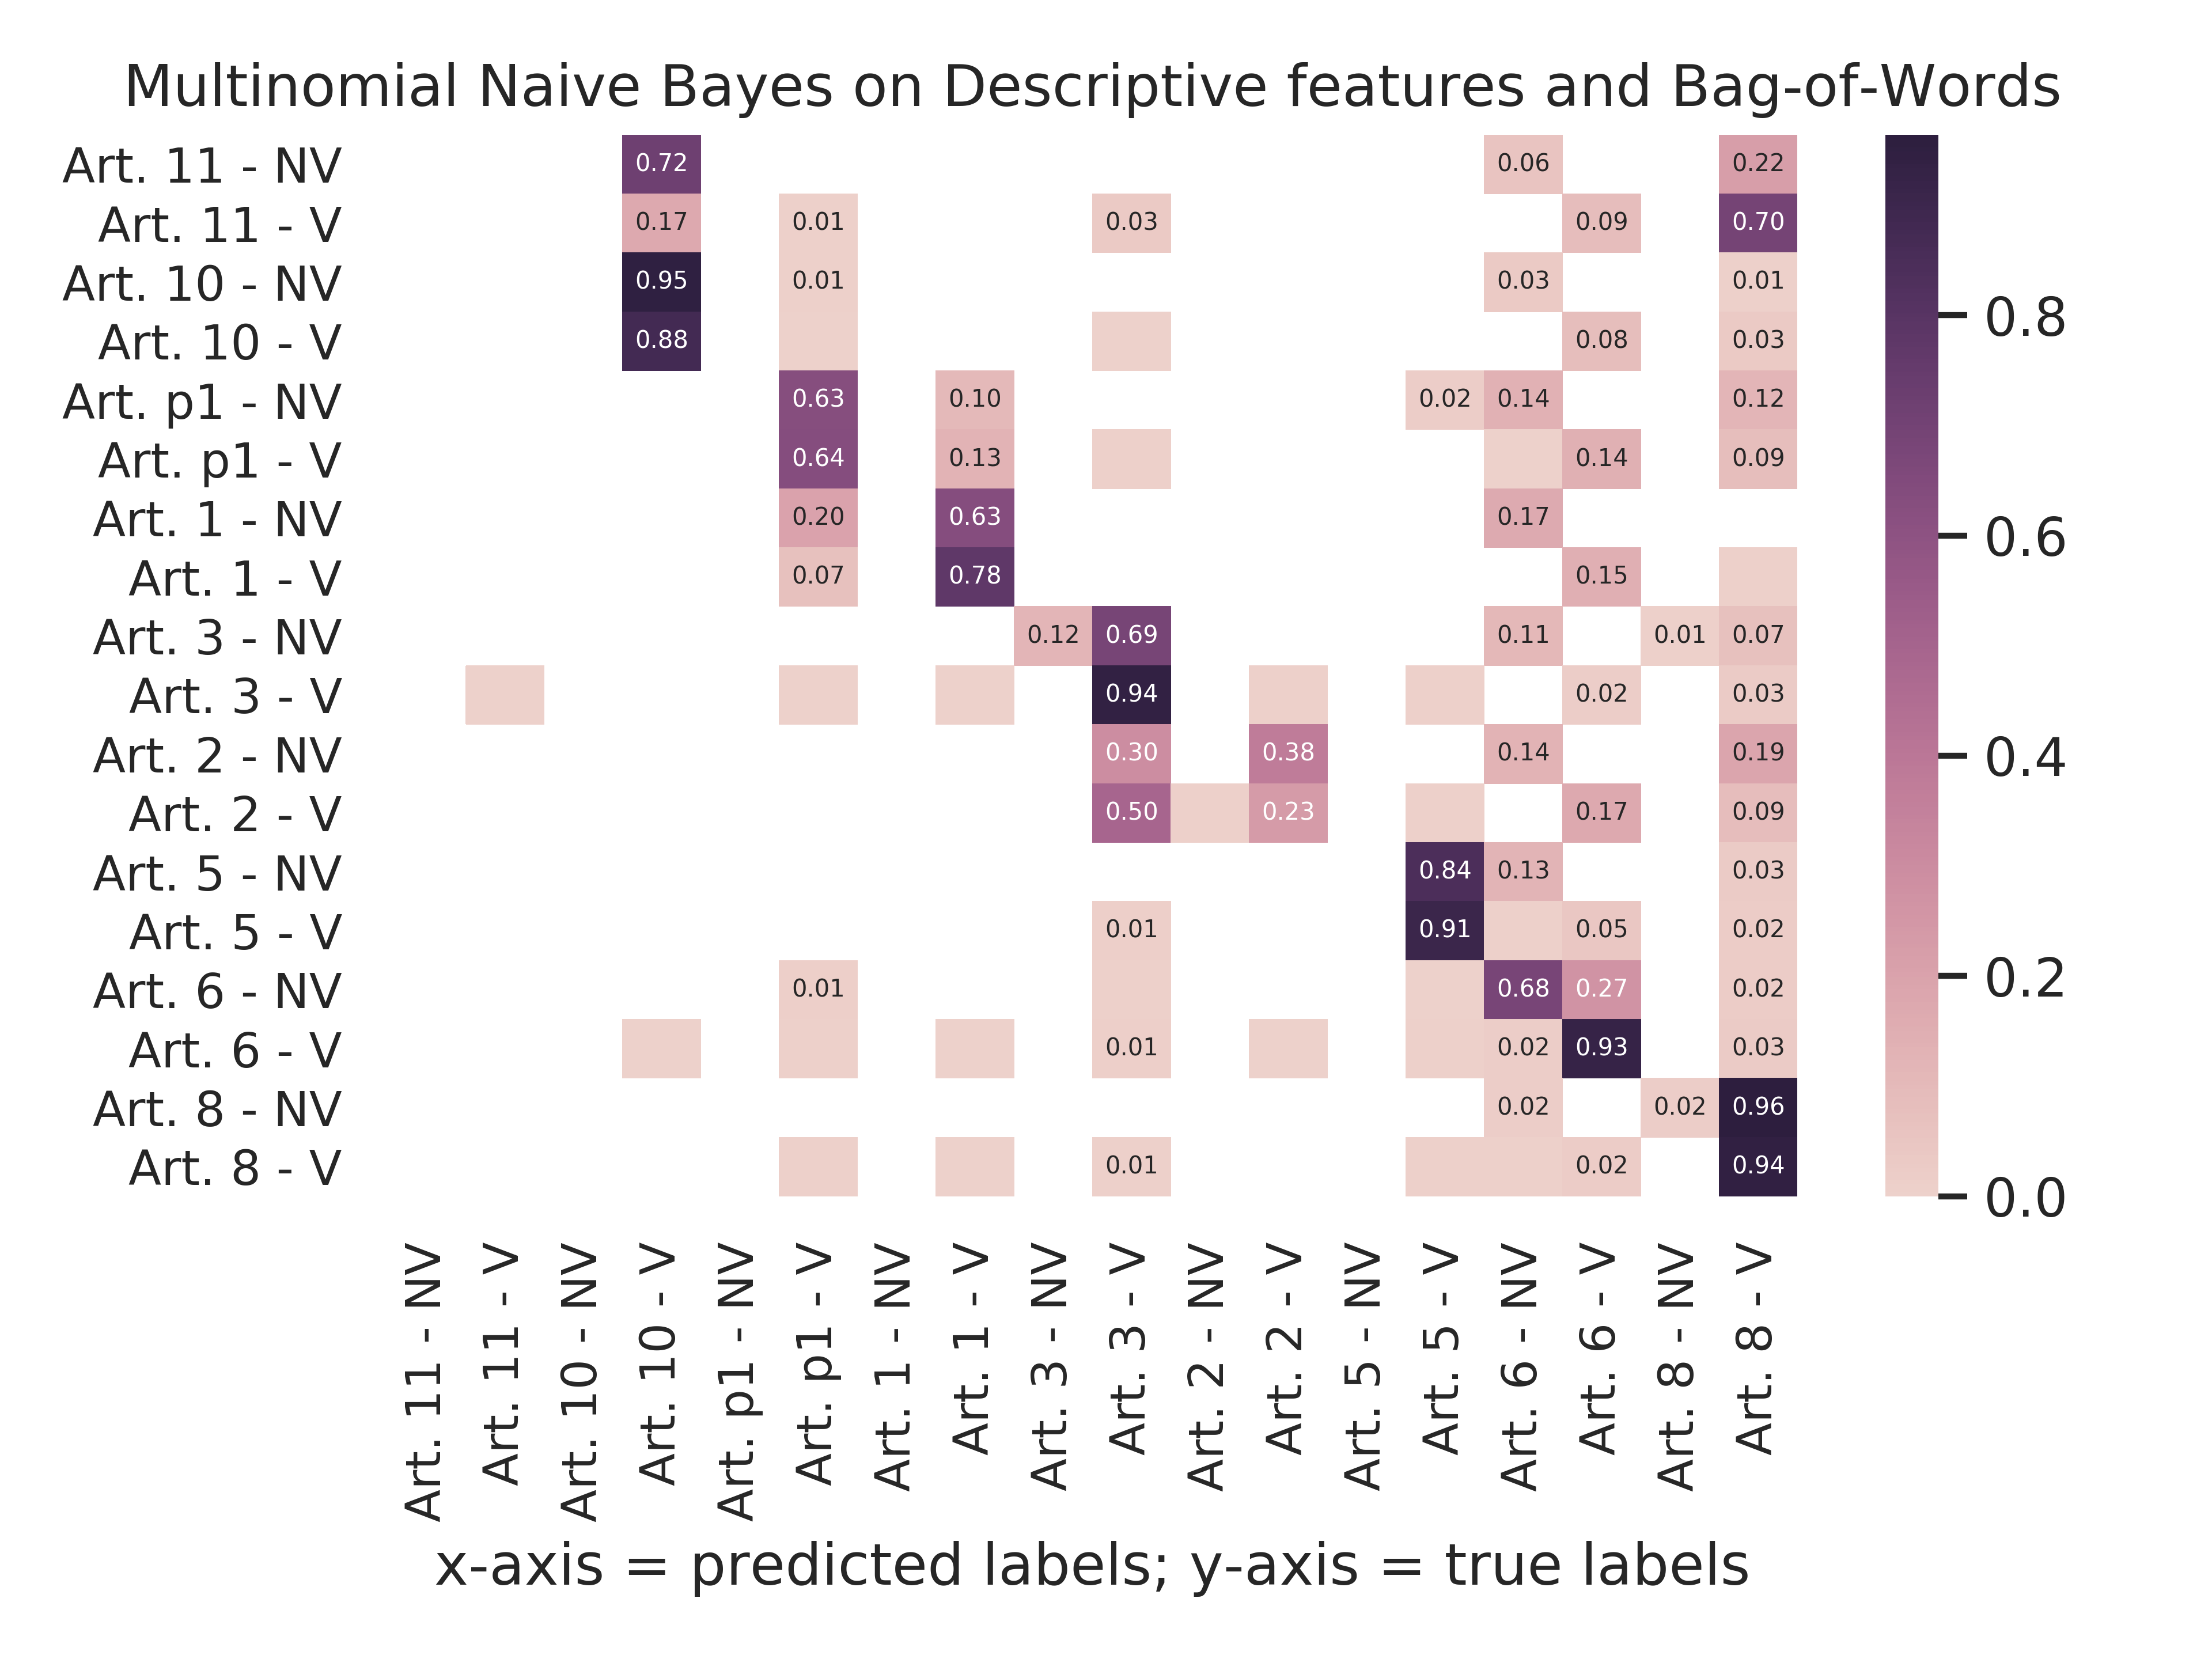 Multinomial Naive Bayes on Descriptive features and Bag-of-Words
Art. 11 - NV 0.72 0.06 0.22
Art. 11 - V 0.17 0.01 0.03 0.09 0.70
Art. 10 - NV 0.95 0.01 0.03 0.01
Art. 10 - V 0.88 0.08 0.03
Art. p1 - NV 0.63 0.10 0.02 0.14 0.12
Art. p1 - V 0.64 0.13 0.14 0.09
Art. 1 - NV 0.20 0.63 0.17
Art. 1 - V 0.07 0.78 0.15
Art. 3 - NV 0.12 0.69 0.11 0.01 0.07
Art. 3 - V 0.94 0.02 0.03
Art. 2 - NV 0.30 0.38 0.14 0.19
Art. 2 - V 0.50 0.23 0.17 0.09
Art. 5 - NV 0.84 0.13 0.03
Art. 5 - V 0.01 0.91 0.05 0.02
Art. 6 - NV 0.01 0.68 0.27 0.02
Art. 6 - V 0.01 0.02 0.93 0.03
Art. 8 - NV 0.02 0.02 0.96
Art. 8 - V 0.01 0.02 0.94
0.8
0.6
0.4
0.2
0.0
Art. 11 - NV
Art. 11 - V
Art. 10 - NV
Art. 10 - V
Art. p1 - NV
Art. p1 - V
Art. 1 - NV
Art. 1 - V
Art. 3 - NV
Art. 3 - V
Art. 2 - NV
Art. 2 - V
Art. 5 - NV
Art. 5 - V
Art. 6 - NV
Art. 6 - V
Art. 8 - NV
Art. 8 - V
x-axis = predicted labels; y-axis = true labels